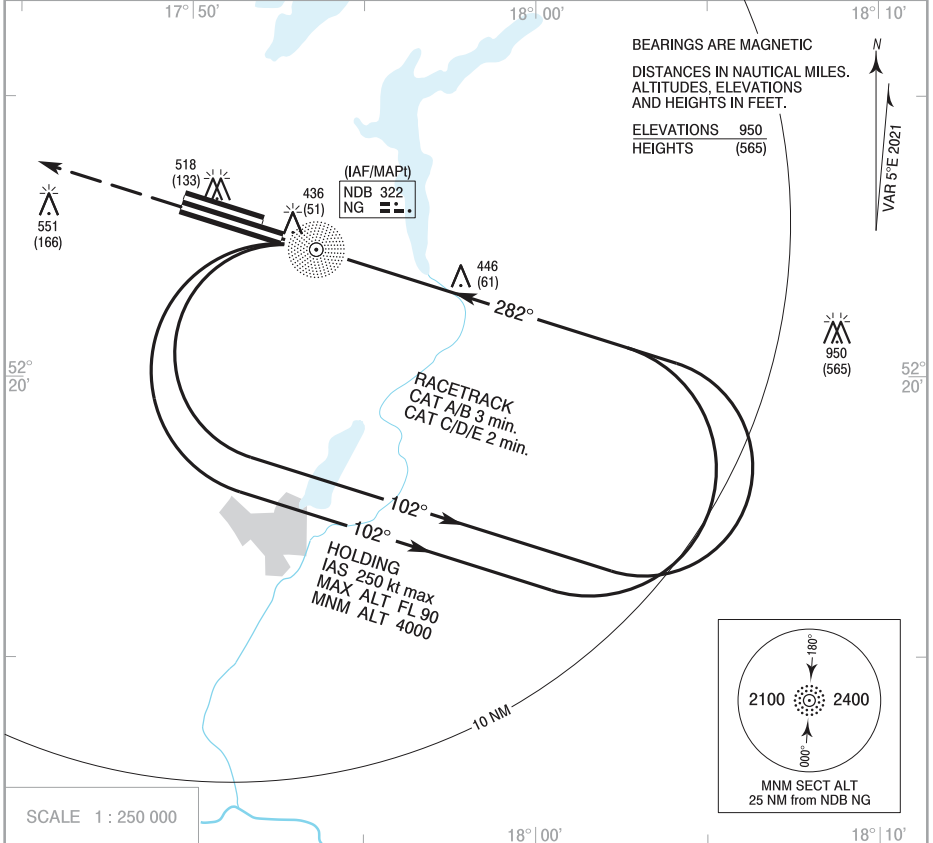 17° 50'
18° 00'
18° 10'
BEARINGS ARE MAGNETIC
DISTANCES IN NAUTICAL MILES.
ALTITUDES, ELEVATIONS
AND HEIGHTS IN FEET.
ELEVATIONS 950
HEIGHTS (565)
N
VAR 5°E 2021
518
(133)
436
(51)
(IAF/MAPt)
NDB 322
NG
551
(166)
446
(61)
282°
950
(565)
52°
20'
52°
20'
RACETRACK
CAT A/B 3 min.
CAT C/D/E 2 min.
102°
102°
HOLDING
IAS 250 kt max
MAX ALT FL 90
MNM ALT 4000
10 NM
180°
2100
2400
000°
MNM SECT ALT
25 NM from NDB NG
SCALE 1 : 250 000
18° 00'
18° 10'